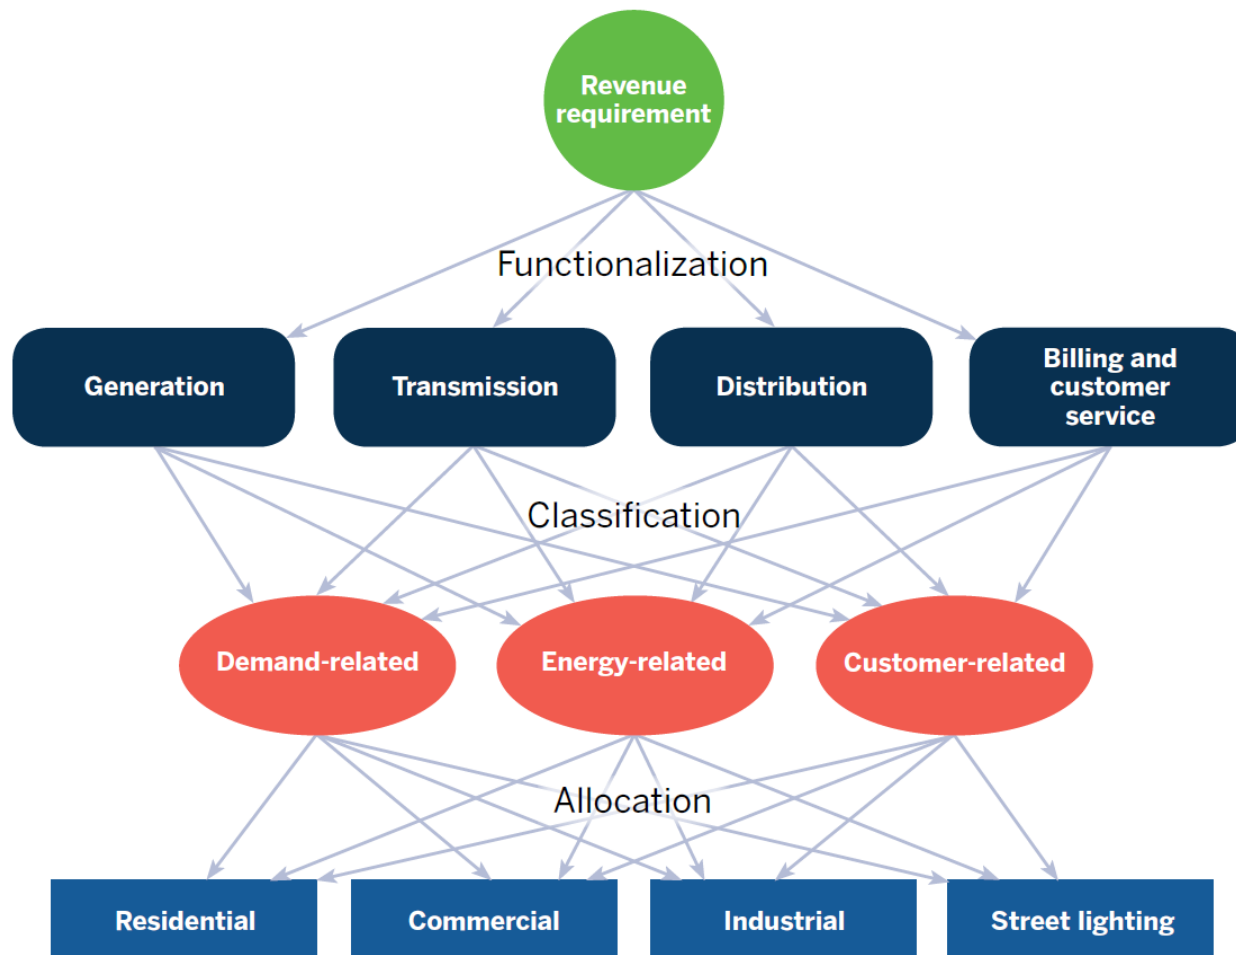 Revenue
requirement
Functionalization
Generation
Transmission
Distribution
Billing and
customer
service
Classification
Demand-related
Energy-related
Customer-related
Allocation
Residential
Commercial
Industrial
Street lighting